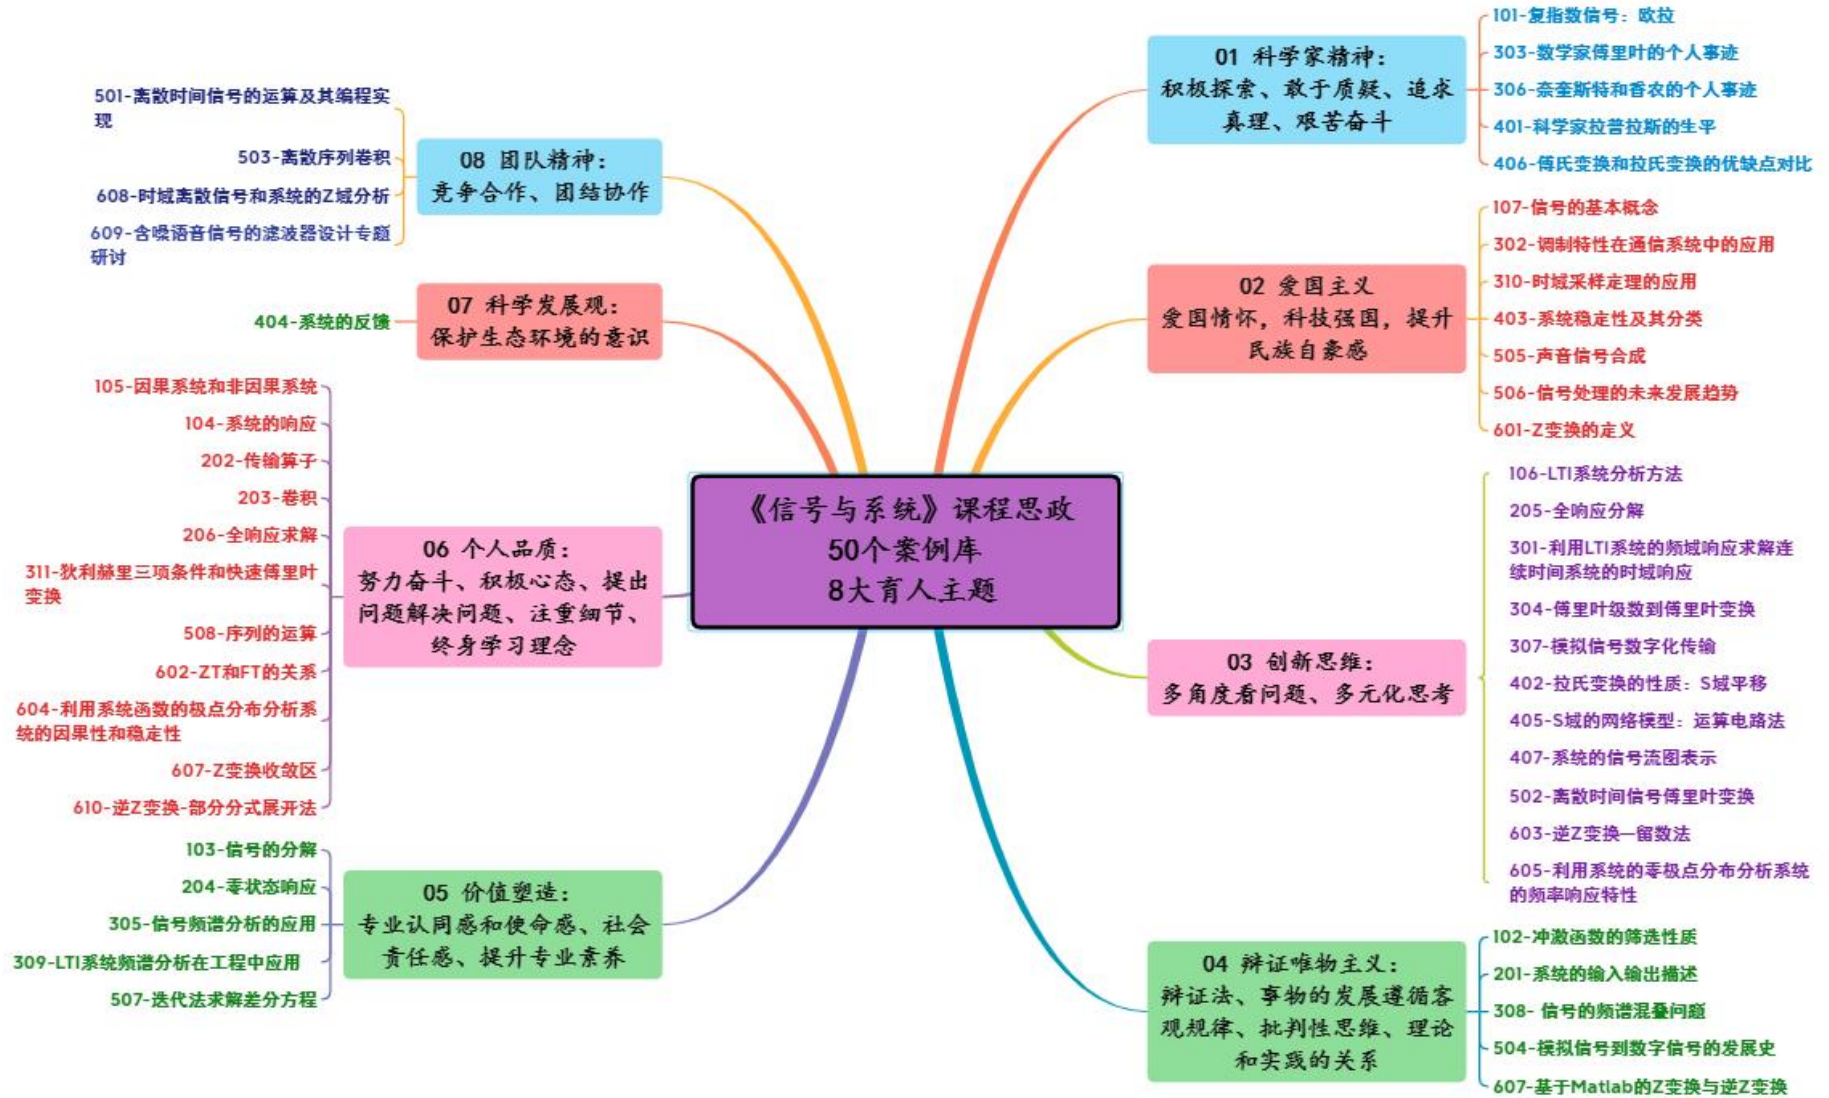 《信号与系统》课程思政
50个案例库
8大育人主题
01 科学家精神：
积极探索、敢于质疑、追求
真理、艰苦奋斗
101-复指数信号：欧拉
303-数学家傅里叶的个人事迹
306-奈奎斯特和香农的个人事迹
401-科学家拉普拉斯的生平
406-傅氏变换和拉氏变换的优缺点对比
02 爱国主义
爱国情怀，科技强国，提升
民族自豪感
107-信号的基本概念
302-调制特性在通信系统中的应用
310-时域采样定理的应用
403-系统稳定性及其分类
505-声音信号合成
506-信号处理的未来发展趋势
601-Z变换的定义
03 创新思维：
多角度看问题、多元化思考
106-LTI系统分析方法
205-全响应分解
301-利用LTI系统的频域响应求解连
续时间系统的时域响应
304-傅里叶级数到傅里叶变换
307-模拟信号数字化传输
402-拉氏变换的性质：S域平移
405-S域的网络模型：运算电路法
407-系统的信号流图表示
502-离散时间信号傅里叶变换
603-逆Z变换—留数法
605-利用系统的零极点分布分析系统
的频率响应特性
04 辩证唯物主义：
辩证法、事物的发展遵循客
观规律、批判性思维、理论
和实践的关系
102-冲激函数的筛选性质
201-系统的输入输出描述
308- 信号的频谱混叠问题
504-模拟信号到数字信号的发展史
607-基于Matlab的Z变换与逆Z变换
05 价值塑造：
专业认同感和使命感、社会
责任感、提升专业素养
103-信号的分解
204-零状态响应
305-信号频谱分析的应用
309-LTI系统频谱分析在工程中应用
507-迭代法求解差分方程
06 个人品质：
努力奋斗、积极心态、提出
问题解决问题、注重细节、
终身学习理念
105-因果系统和非因果系统
104-系统的响应
202-传输算子
203-卷积
206-全响应求解
311-狄利赫里三项条件和快速傅里叶
变换
508-序列的运算
602-ZT和FT的关系
604-利用系统函数的极点分布分析系
统的因果性和稳定性
607-Z变换收敛区
610-逆Z变换-部分分式展开法
07 科学发展观：
保护生态环境的意识
404-系统的反馈
08 团队精神：
竞争合作、团结协作
501-离散时间信号的运算及其编程实
现
503-离散序列卷积
608-时域离散信号和系统的Z域分析
609-含噪语音信号的滤波器设计专题
研讨